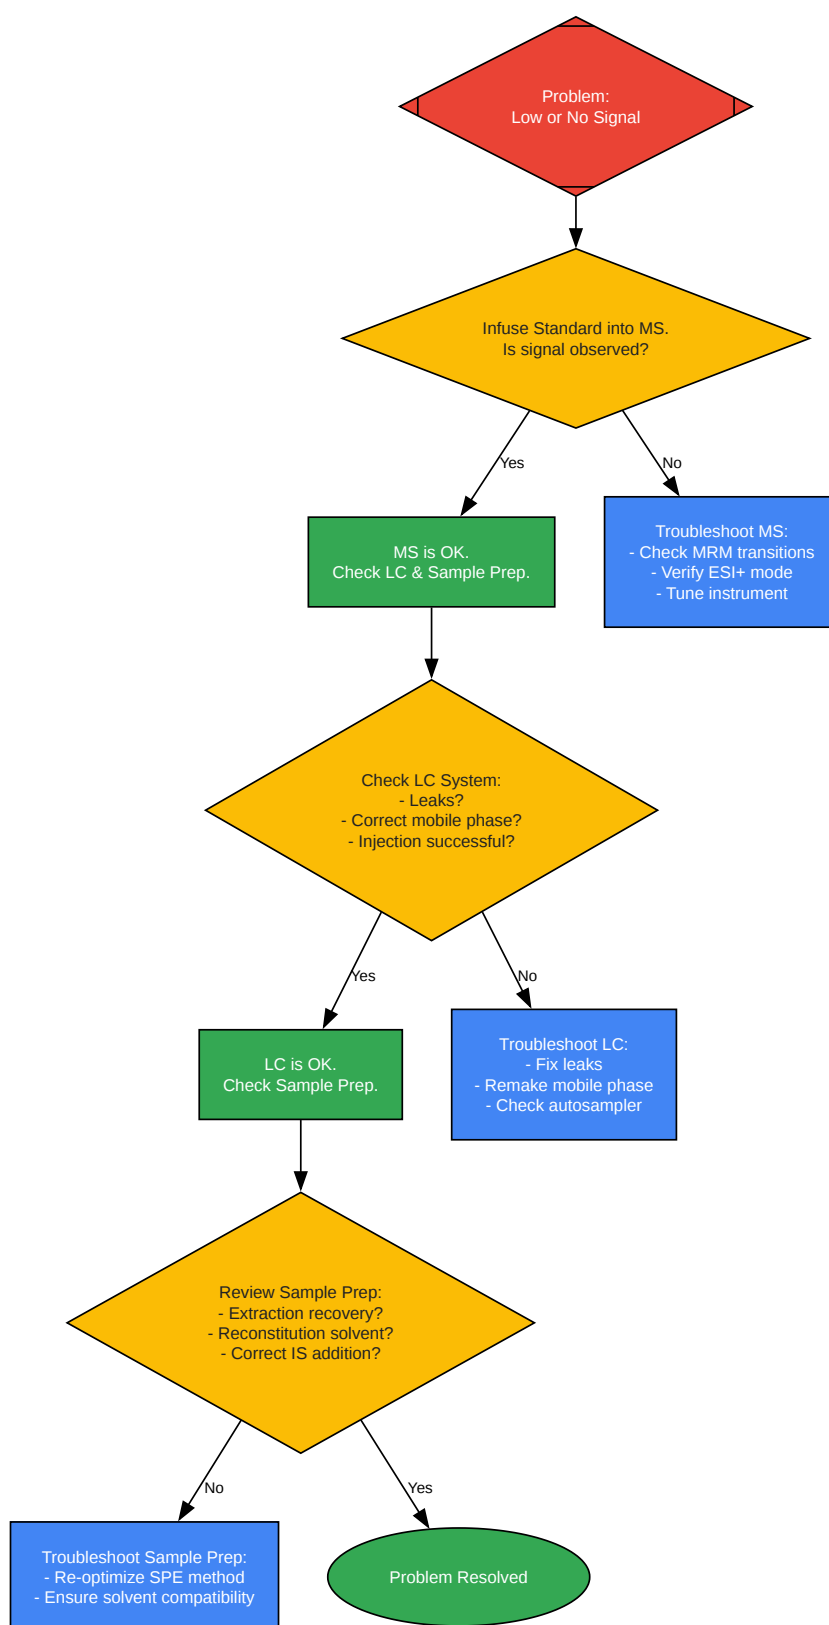 Problem:
Low or No Signal
Infuse Standard into MS.
Is signal observed?
Yes
No
MS is OK.
Check LC & Sample Prep.
Troubleshoot MS:
- Check MRM transitions
- Verify ESI+ mode
- Tune instrument
Check LC System:
- Leaks?
- Correct mobile phase?
- Injection successful?
Yes
No
LC is OK.
Check Sample Prep.
Troubleshoot LC:
- Fix leaks
- Remake mobile phase
- Check autosampler
Review Sample Prep:
- Extraction recovery?
- Reconstitution solvent?
- Correct IS addition?
No
Yes
Troubleshoot Sample Prep:
- Re-optimize SPE method
- Ensure solvent compatibility
Problem Resolved